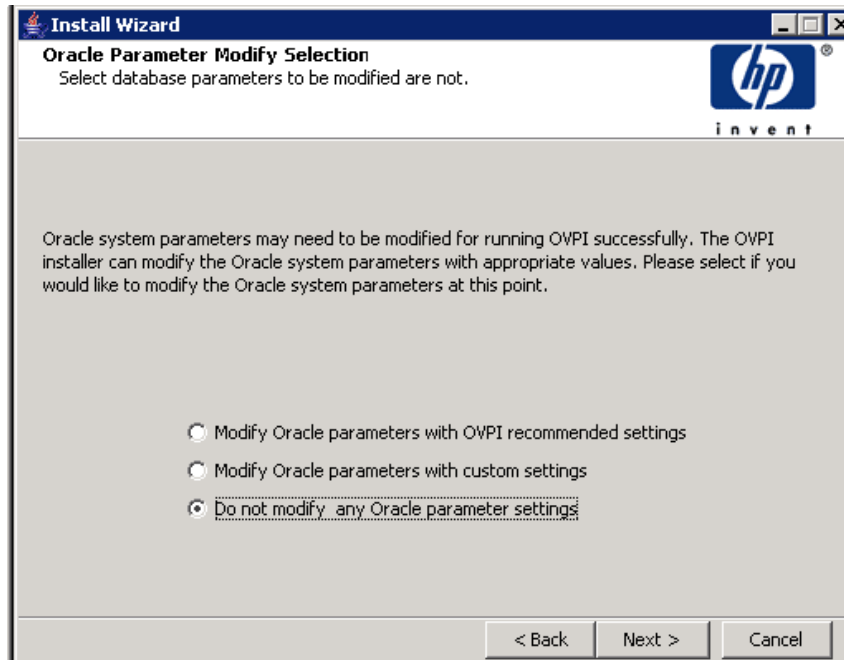 Install Wizard
Oracle Parameter Modify Selection
Select database parameters to be modified are not.
hp
®
invent
Oracle system parameters may need to be modified for running OVPI successfully. The OVPI
installer can modify the Oracle system parameters with appropriate values. Please select if you
would like to modify the Oracle system parameters at this point.
Modify Oracle parameters with OVPI recommended settings
Modify Oracle parameters with custom settings
Do not modify any Oracle parameter settings
< Back Next > Cancel